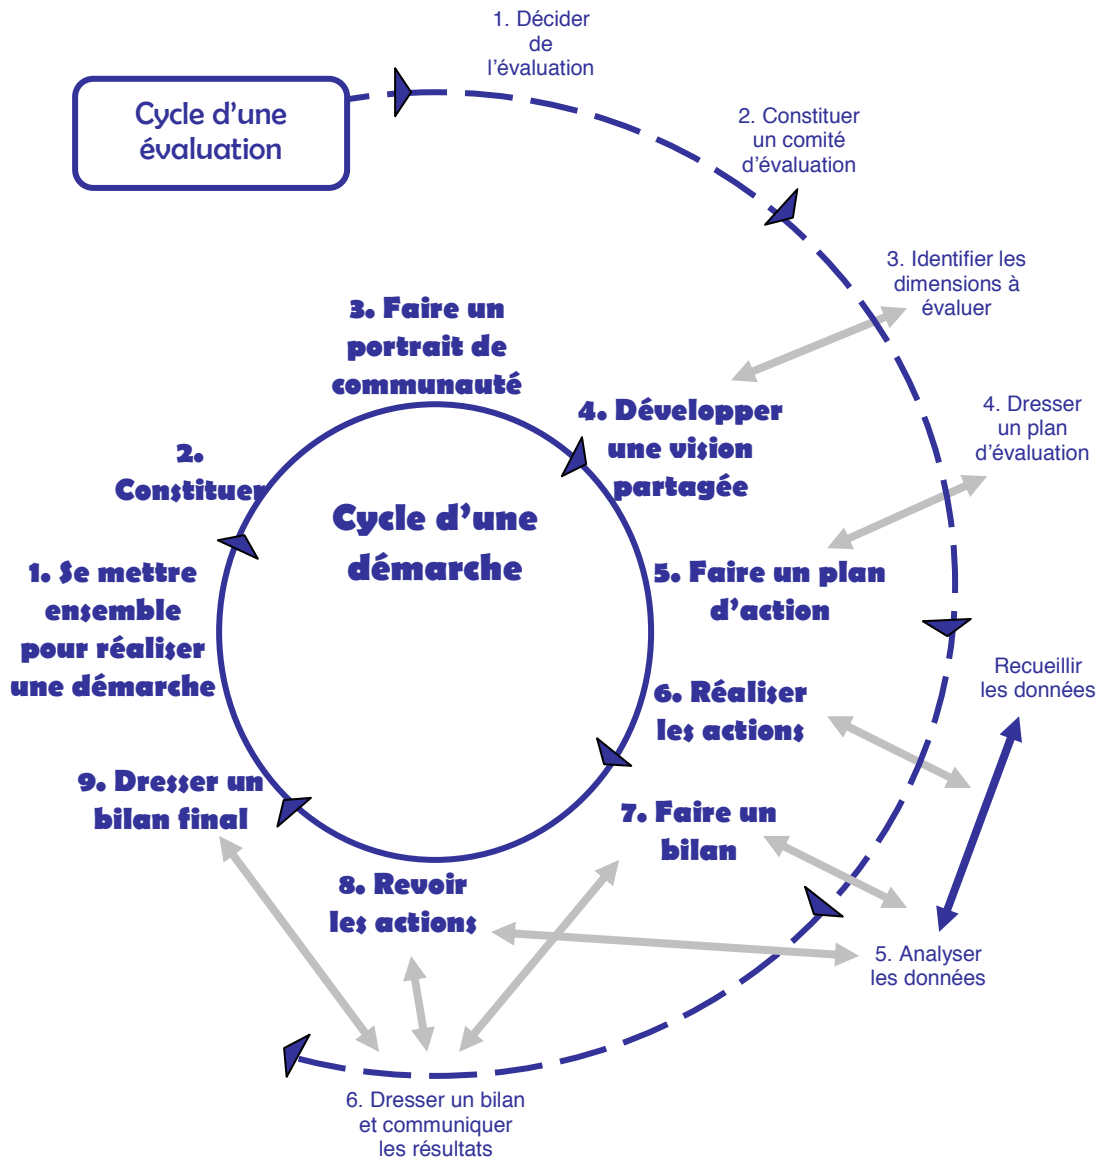 Cycle d'une
évaluation
1. Décider
de
l'évaluation
2. Constituer
un comité
d'évaluation
3. Identifier les
dimensions à
évaluer
4. Dresser
un plan
d'évaluation
Recueillir
les données
5. Analyser
les données
6. Dresser un bilan
et communiquer
les résultats
Cycle d'une
démarche
1. Se mettre
ensemble
pour réaliser
une démarche
2.
Constituer
3. Faire un
portrait de
communauté
4. Développer
une vision
partagée
5. Faire un plan
d'action
6. Réaliser
les actions
7. Faire un
bilan
8. Revoir
les actions
9. Dresser un
bilan final